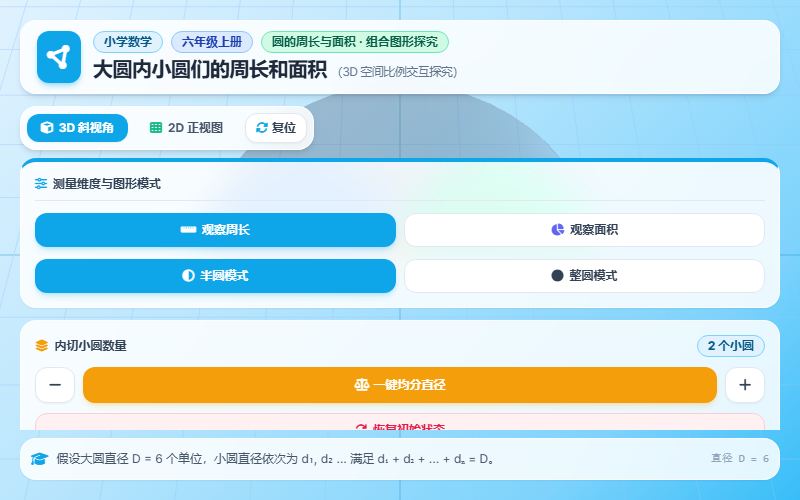 小学数学 六年级上册 圆的周长与面积 · 组合图形探究
大圆内小圆们的周长和面积 (3D 空间比例交互探究)
3D 斜视角 2D 正视图 复位
测量维度与图形模式
观察周长 观察面积
半圆模式 整圆模式
内切小圆数量 2 个小圆
− 一键均分直径 +
恢复初始状态
假设大圆直径 D = 6 个单位，小圆直径依次为 d₁, d₂ ... 满足 d₁ + d₂ + ... + dₙ = D。 直径 D = 6